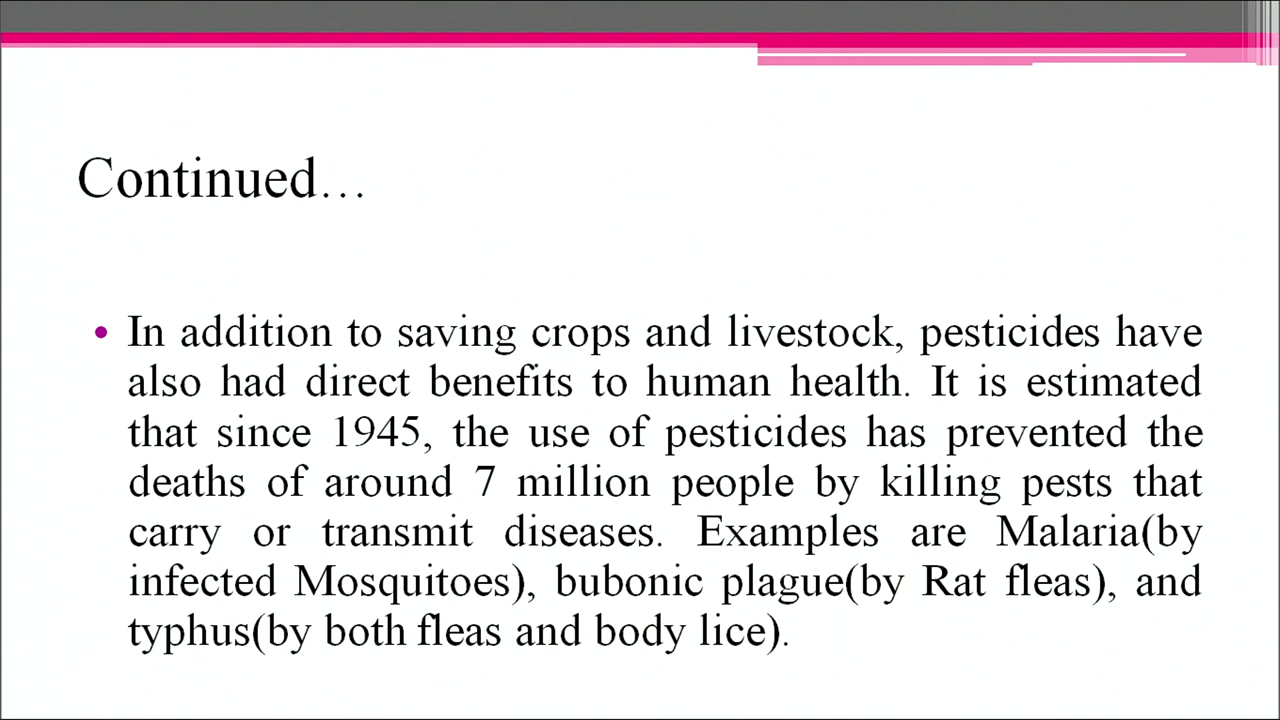 Continued…
• In addition to saving crops and livestock, pesticides have
also had direct benefits to human health. It is estimated
that since 1945, the use of pesticides has prevented the
deaths of around 7 million people by killing pests that
carry or transmit diseases. Examples are Malaria(by
infected Mosquitoes), bubonic plague(by Rat fleas), and
typhus(by both fleas and body lice).